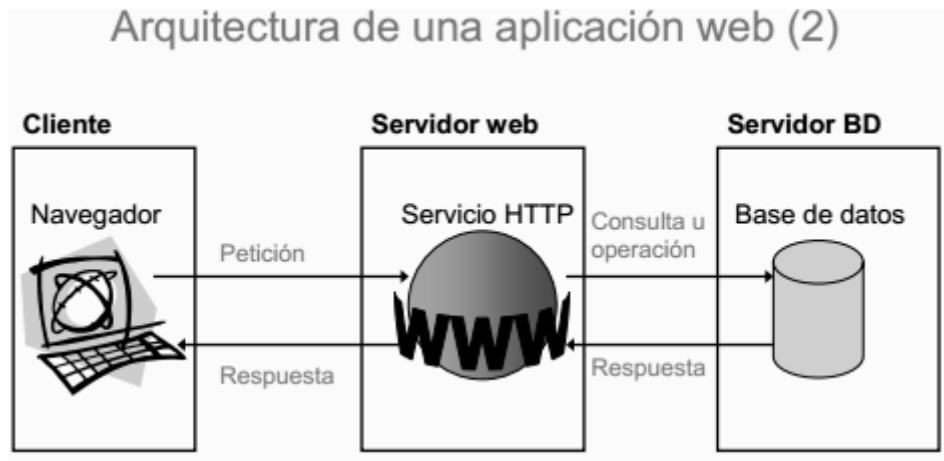 Arquitectura de una aplicación web (2)
Cliente
Servidor web
Servidor BD
Navegador
Servicio HTTP
Base de datos
Petición
Consulta u
operación
WWW
Respuesta
Respuesta